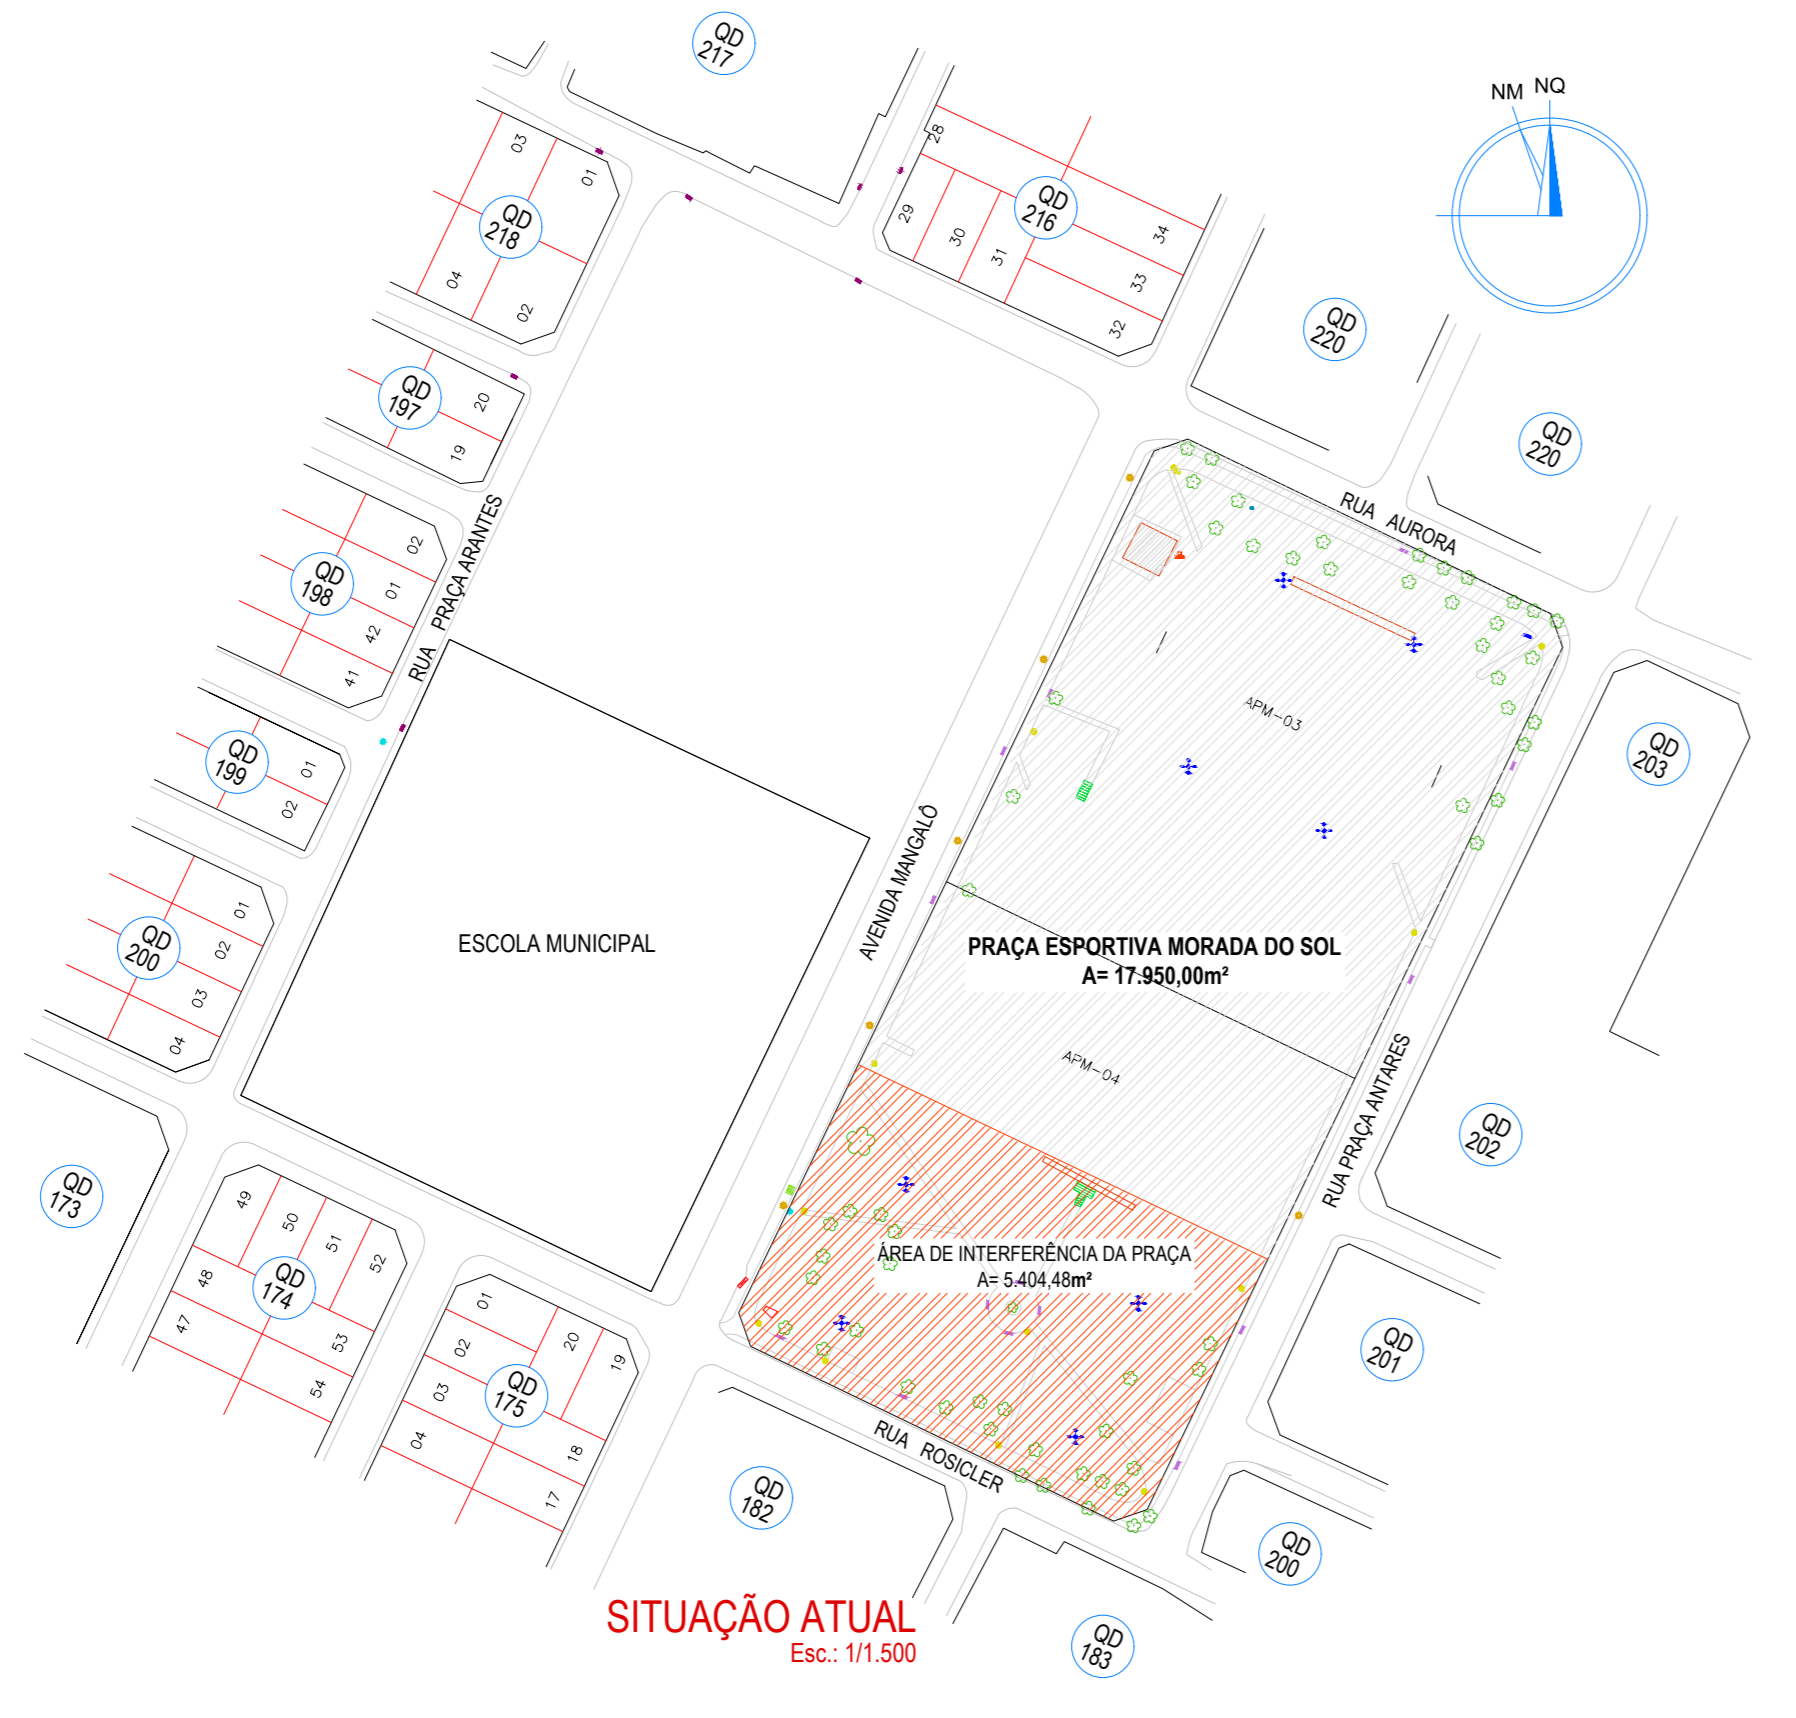 QD
217
NM NQ
03
01
QD
218
04
02
28
29
30
31
QD
216
34
33
32
QD
220
QD
220
QD
197
20
19
RUA PRAÇA ARANTES
QD
198
02
01
42
41
QD
199
01
02
QD
200
01
02
03
04
ESCOLA MUNICIPAL
AVENIDA MANGALÔ
RUA AURORA
APM-03
QD
203
PRAÇA ESPORTIVA MORADA DO SOL
A= 17.950,00m²
APM-04
RUA PRAÇA ANTARES
QD
202
ÁREA DE INTERFERÊNCIA DA PRAÇA
A= 5.404,48m²
QD
173
49
50
51
52
QD
174
48
47
53
54
01
02
03
04
QD
175
20
19
18
17
QD
201
RUA ROSICLER
QD
182
QD
200
QD
183
SITUAÇÃO ATUAL
Esc.: 1/1.500